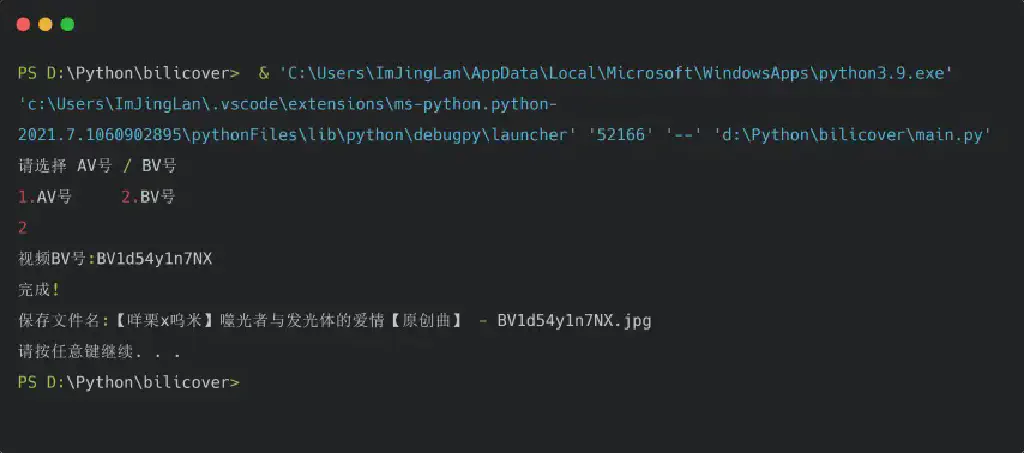 PS D:\Python\bilicover>  & 'C:\Users\ImJingLan\AppData\Local\Microsoft\WindowsApps\python3.9.exe'
'c:\Users\ImJingLan\.vscode\extensions\ms-python.python-
2021.7.1060902895\pythonFiles\lib\python\debugpy\launcher' '52166' '--' 'd:\Python\bilicover\main.py'
请选择 AV号 / BV号
1.AV号     2.BV号
2
视频BV号:BV1d54y1n7NX
完成!
保存文件名:【咩栗x呜米】噬光者与发光体的爱情【原创曲】 - BV1d54y1n7NX.jpg
请按任意键继续. . .
PS D:\Python\bilicover>